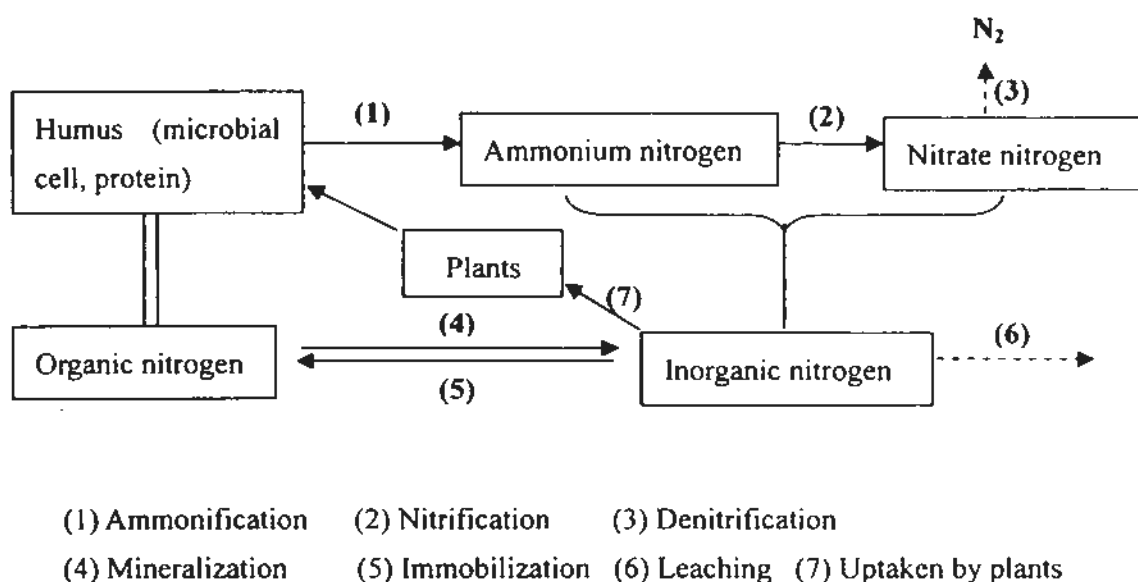 N₂
(3)
(1)
(2)
Humus (microbial
cell, protein)
Ammonium nitrogen
Nitrate nitrogen
Plants
(7)
(4)
(6)
Organic nitrogen
Inorganic nitrogen
(5)
(1) Ammonification (2) Nitrification (3) Denitrification
(4) Mineralization (5) Immobilization (6) Leaching (7) Uptaken by plants